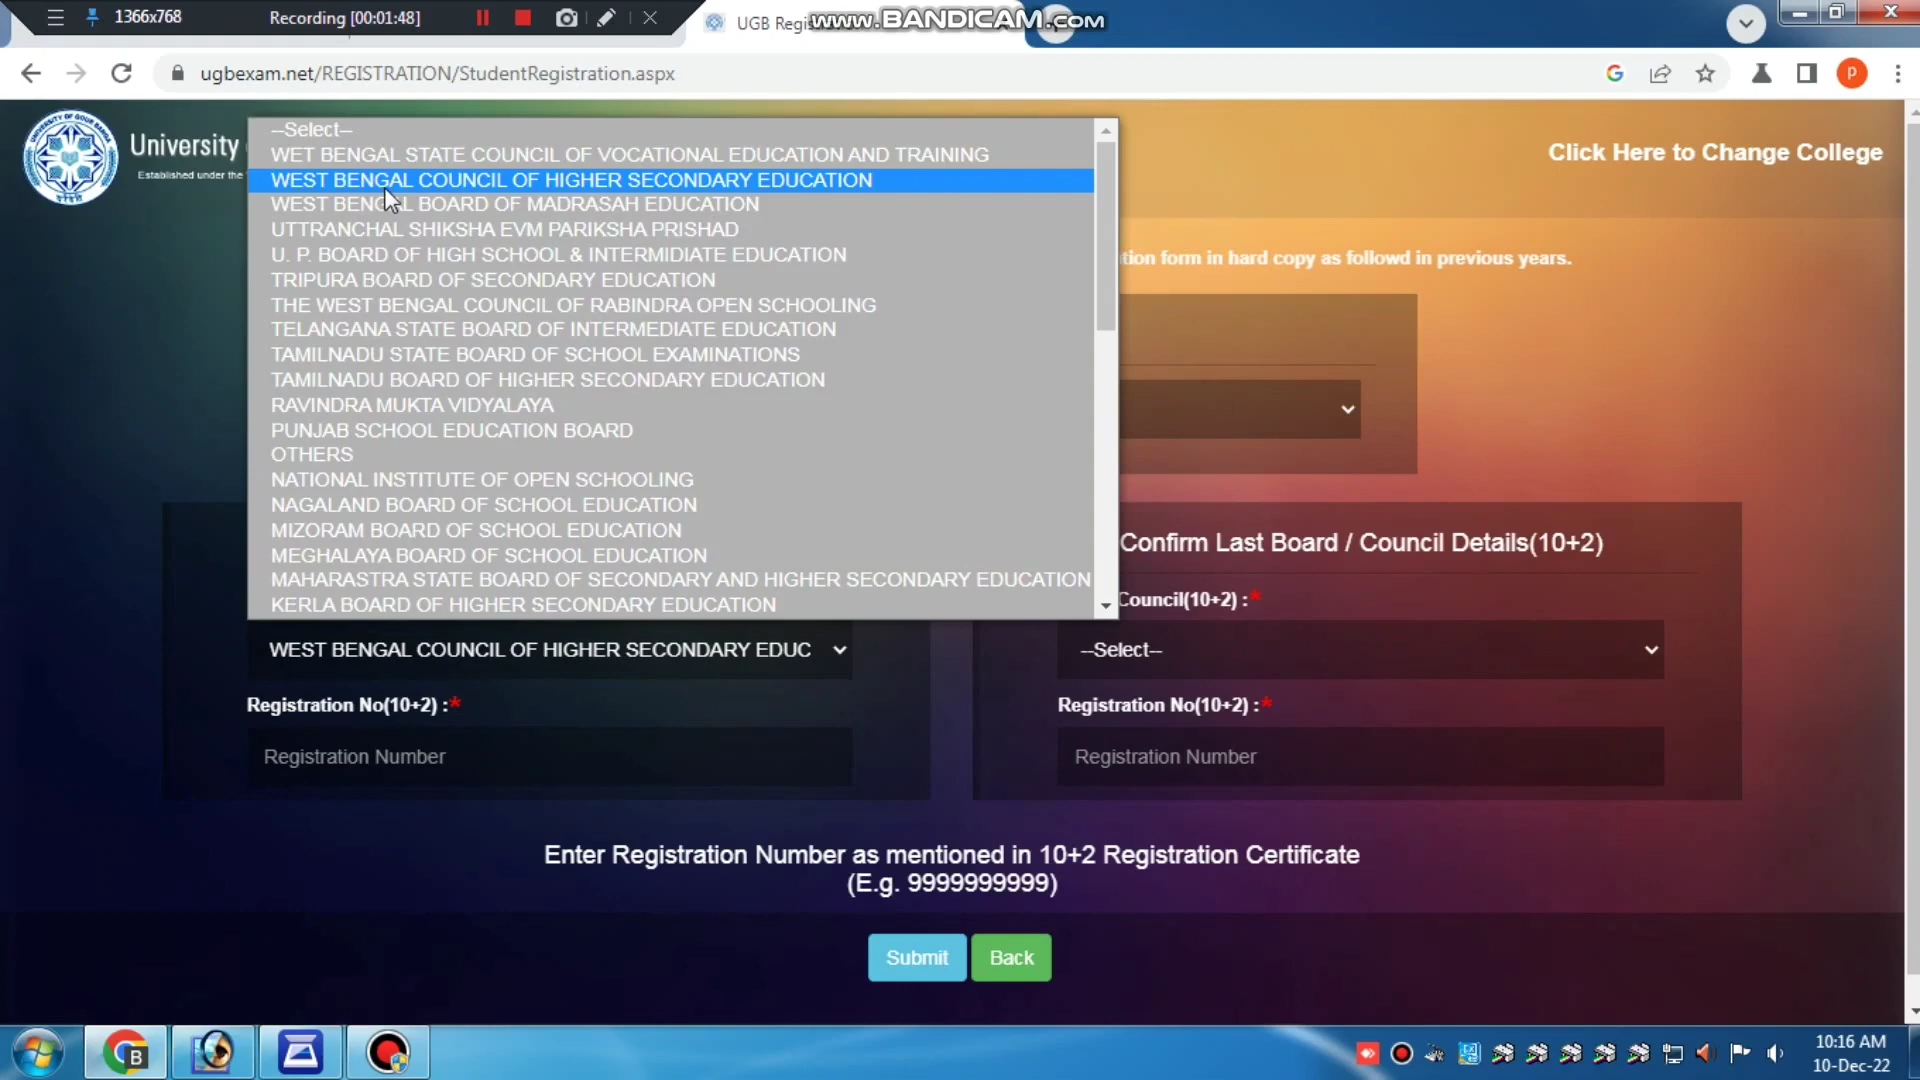 1366x768
Recording [00:01:48]
www.BANDICAM.com
UGB Regis
ugbexam.net/REGISTRATION/StudentRegistration.aspx
P
University
Established under the
Click Here to Change College
--Select--
WET BENGAL STATE COUNCIL OF VOCATIONAL EDUCATION AND TRAINING
WEST BENGAL COUNCIL OF HIGHER SECONDARY EDUCATION
WEST BENGAL BOARD OF MADRASAH EDUCATION
UTTRANCHAL SHIKSHA EVM PARIKSHA PRISHAD
U. P. BOARD OF HIGH SCHOOL & INTERMIDIATE EDUCATION
TRIPURA BOARD OF SECONDARY EDUCATION
THE WEST BENGAL COUNCIL OF RABINDRA OPEN SCHOOLING
TELANGANA STATE BOARD OF INTERMEDIATE EDUCATION
TAMILNADU STATE BOARD OF SCHOOL EXAMINATIONS
TAMILNADU BOARD OF HIGHER SECONDARY EDUCATION
RAVINDRA MUKTA VIDYALAYA
PUNJAB SCHOOL EDUCATION BOARD
OTHERS
NATIONAL INSTITUTE OF OPEN SCHOOLING
NAGALAND BOARD OF SCHOOL EDUCATION
MIZORAM BOARD OF SCHOOL EDUCATION
MEGHALAYA BOARD OF SCHOOL EDUCATION
MAHARASTRA STATE BOARD OF SECONDARY AND HIGHER SECONDARY EDUCATION
KERLA BOARD OF HIGHER SECONDARY EDUCATION
tion form in hard copy as followd in previous years.
WEST BENGAL COUNCIL OF HIGHER SECONDARY EDUC
Registration No(10+2) :*
Registration Number
Confirm Last Board / Council Details(10+2)
Council(10+2) :*
--Select--
Registration No(10+2) :*
Registration Number
Enter Registration Number as mentioned in 10+2 Registration Certificate
(E.g. 9999999999)
Submit
Back
10:16 AM
10-Dec-22